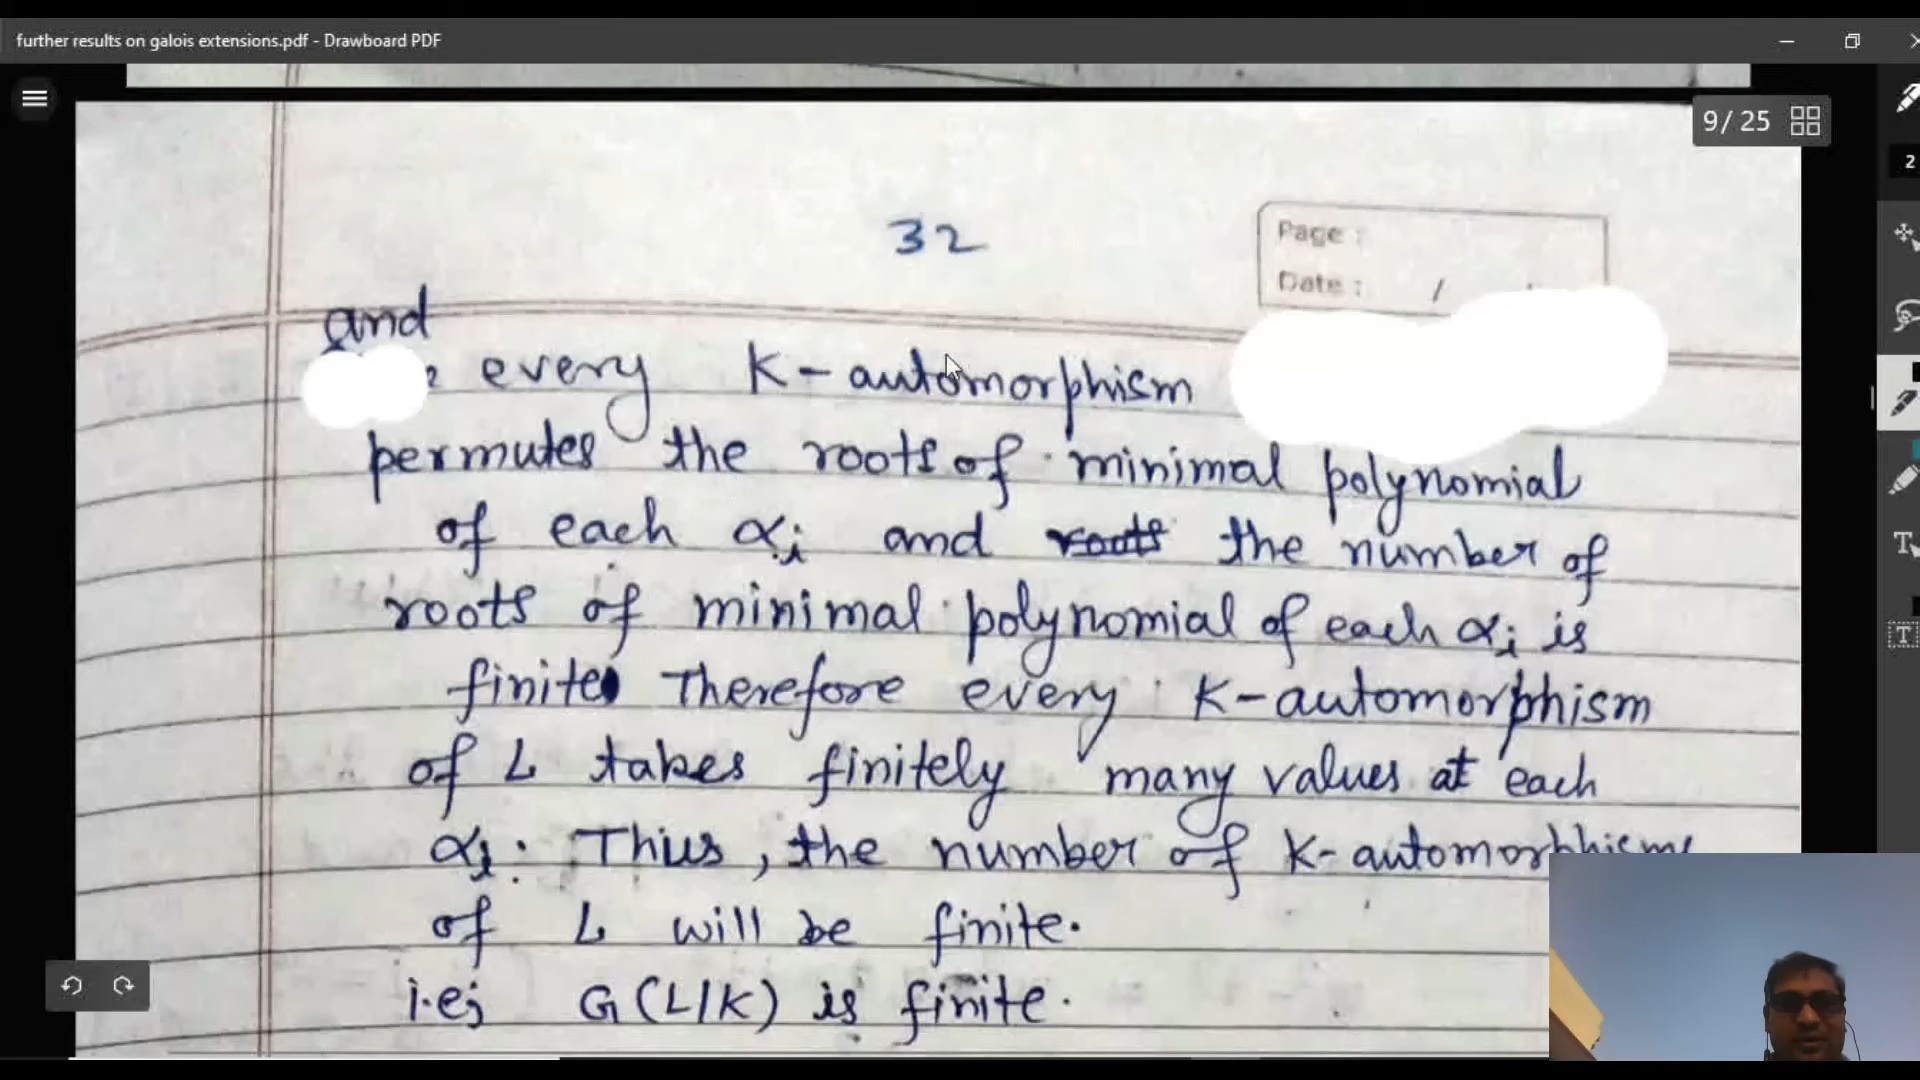 further results on galois extensions.pdf - Drawboard PDF
9/ 25
2
32
Page :
Date : /
and
every K-automorphism
permutes the roots of minimal polynomial
of each αi and roots the number of
roots of minimal polynomial of each αi is
finite Therefore every K-automorphism
of L takes finitely many values at each
αi. Thus, the number of K-automorphisms
of L will be finite.
i.e; G(L/K) is finite.